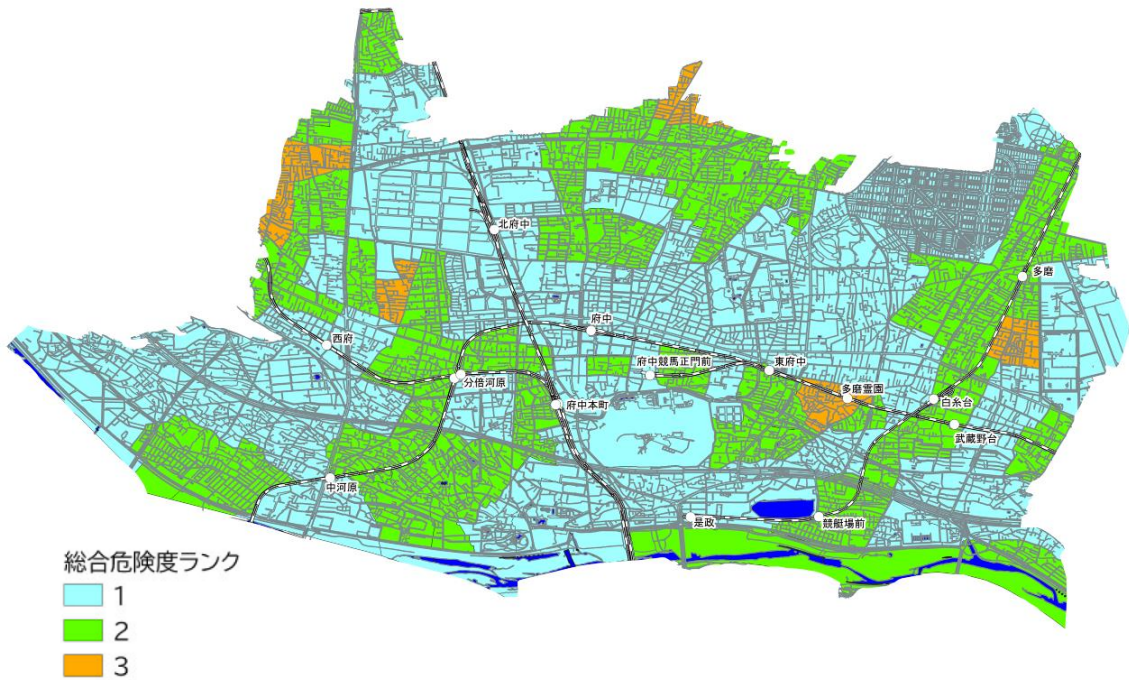 北府中
多磨
府中
西府
府中競馬正門前
東府中
分倍河原
多磨霊園
府中本町
白糸台
武蔵野台
中河原
是政
競艇場前
総合危険度ランク
1
2
3